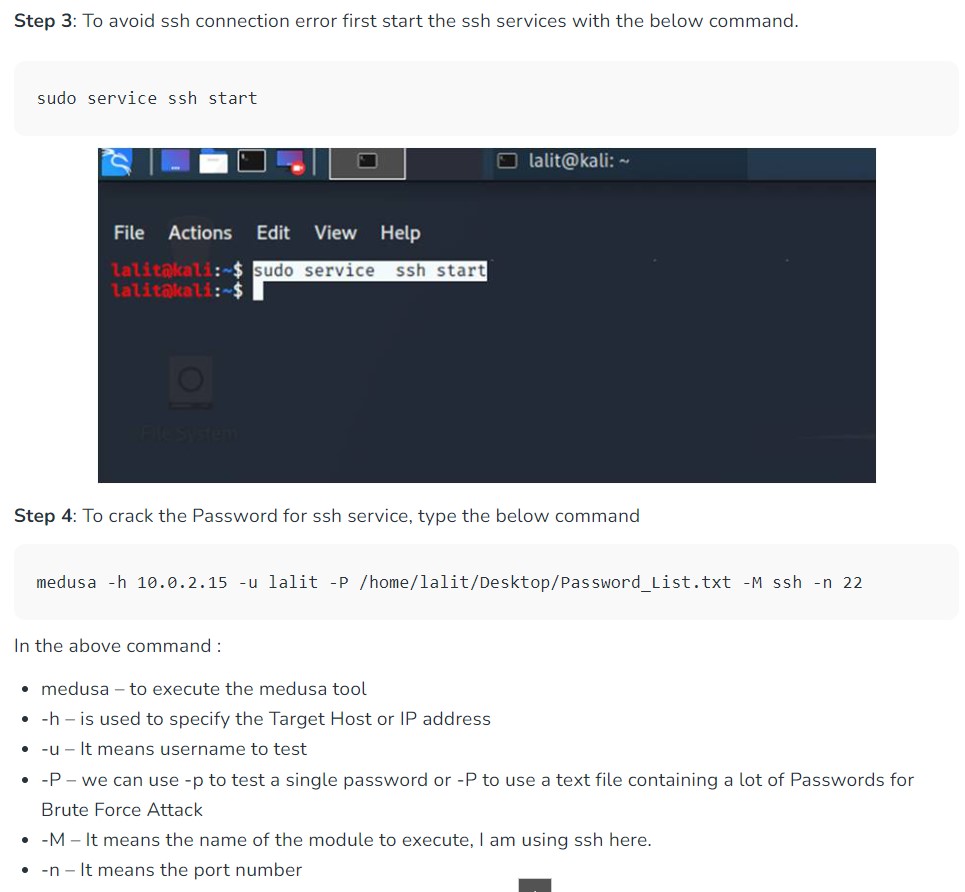 Step 3: To avoid ssh connection error first start the ssh services with the below command.
sudo service ssh start
lalit@kali: ~
File Actions Edit View Help
lalit@kali:~$ sudo service  ssh start
lalit@kali:~$
File System
Step 4: To crack the Password for ssh service, type the below command
medusa -h 10.0.2.15 -u lalit -P /home/lalit/Desktop/Password_List.txt -M ssh -n 22
In the above command :
• medusa – to execute the medusa tool
• -h – is used to specify the Target Host or IP address
• -u – It means username to test
• -P – we can use -p to test a single password or -P to use a text file containing a lot of Passwords for
Brute Force Attack
• -M – It means the name of the module to execute, I am using ssh here.
• -n – It means the port number